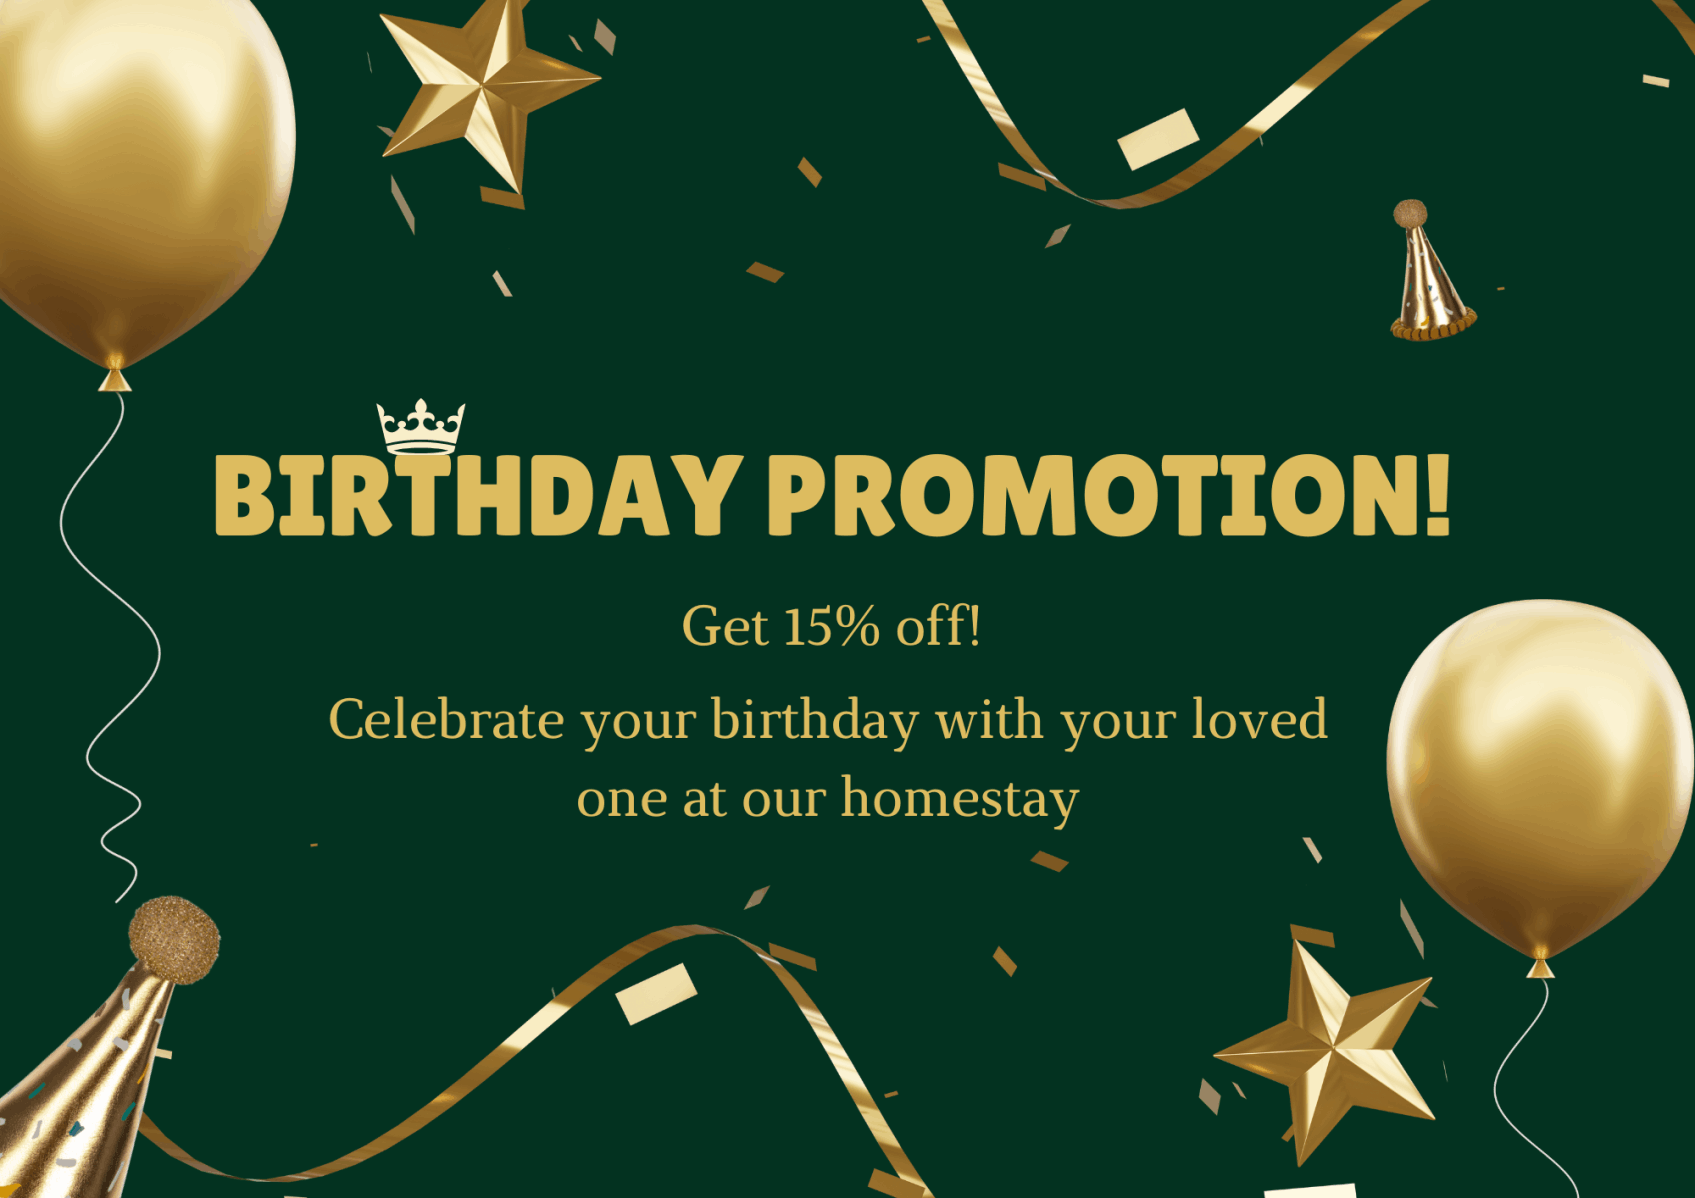 BIRTHDAY PROMOTION!
Get 15% off!
Celebrate your birthday with your loved
one at our homestay